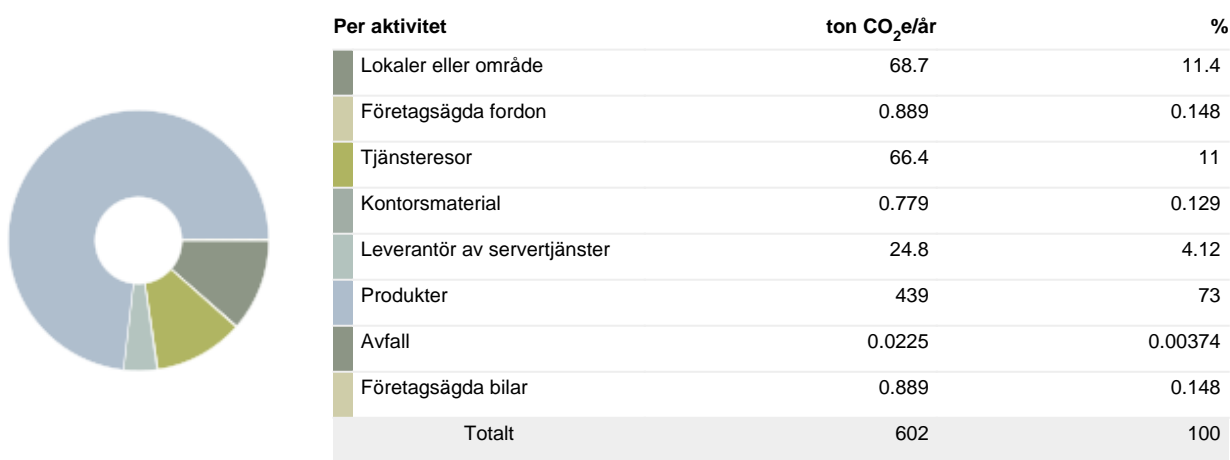 Per aktivitet ton CO2e/år %
Lokaler eller område 68.7 11.4
Företagsägda fordon 0.889 0.148
Tjänsteresor 66.4 11
Kontorsmaterial 0.779 0.129
Leverantör av servertjänster 24.8 4.12
Produkter 439 73
Avfall 0.0225 0.00374
Företagsägda bilar 0.889 0.148
Totalt 602 100